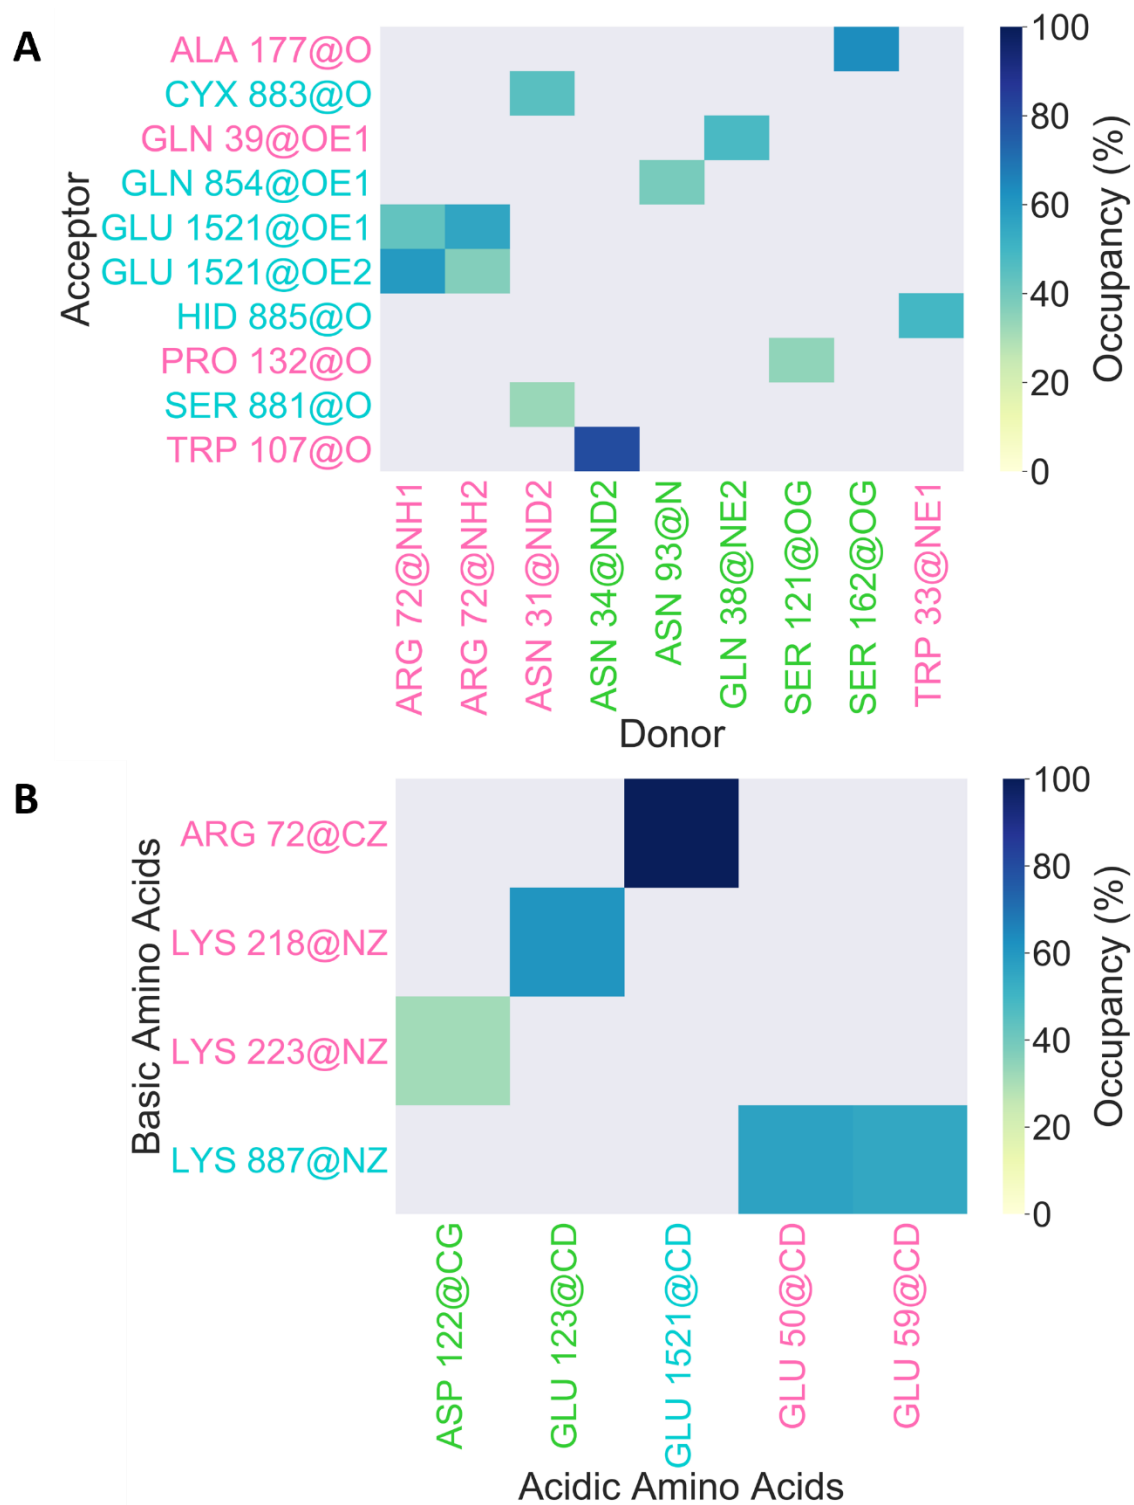 A
Acceptor
ALA 177@O
CYX 883@O
GLN 39@OE1
GLN 854@OE1
GLU 1521@OE1
GLU 1521@OE2
HID 885@O
PRO 132@O
SER 881@O
TRP 107@O
ARG 72@NH1
ARG 72@NH2
ASN 31@ND2
ASN 34@ND2
ASN 93@N
GLN 38@NE2
SER 121@OG
SER 162@OG
TRP 33@NE1
Donor
100
80
60
40
20
0
Occupancy (%)
B
Basic Amino Acids
ARG 72@CZ
LYS 218@NZ
LYS 223@NZ
LYS 887@NZ
ASP 122@CG
GLU 123@CD
GLU 1521@CD
GLU 50@CD
GLU 59@CD
Acidic Amino Acids
100
80
60
40
20
0
Occupancy (%)